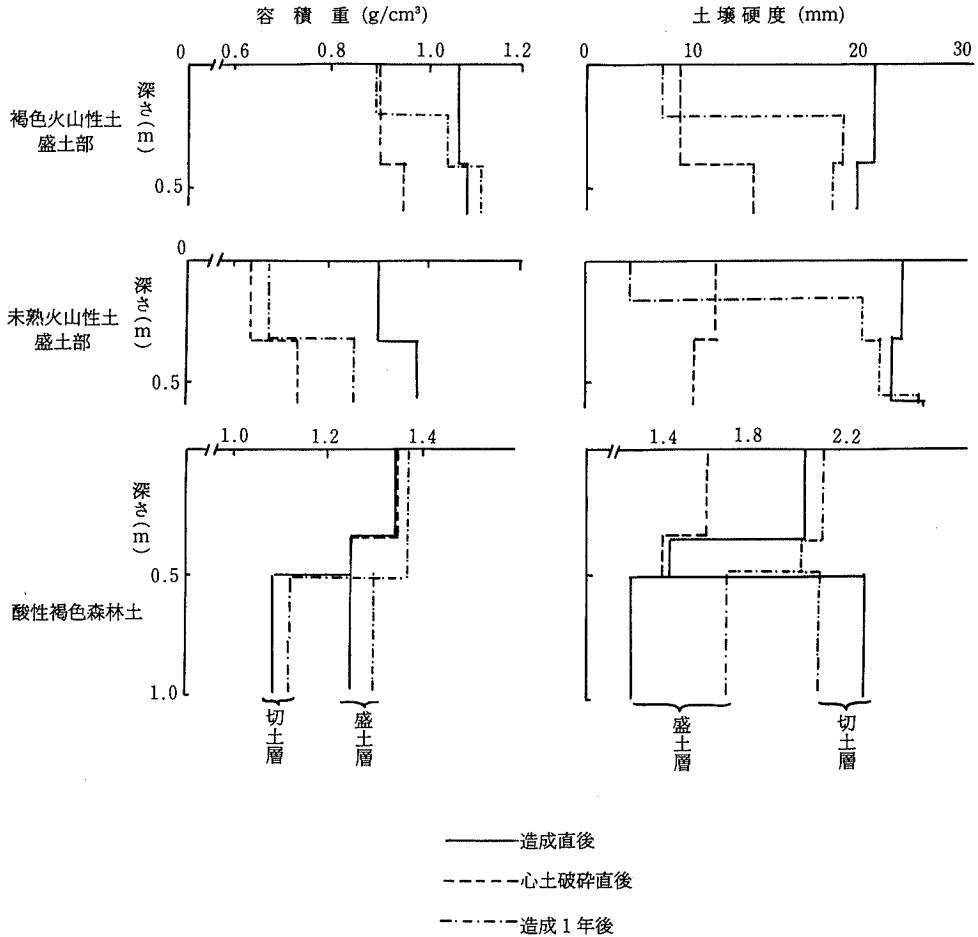 容積重(g/cm³)
土壌硬度(mm)
0 0.6 0.8 1.0 1.2
0 10 20 30
深さ(m)
褐色火山性土
盛土部
0.5
0
深さ(m)
未熟火山性土
盛土部
0.5
1.0 1.2 1.4
1.4 1.8 2.2
深さ(m)
0.5
酸性褐色森林土
1.0
切土層
盛土層
盛土層
切土層
造成直後
心土破砕直後
造成1年後